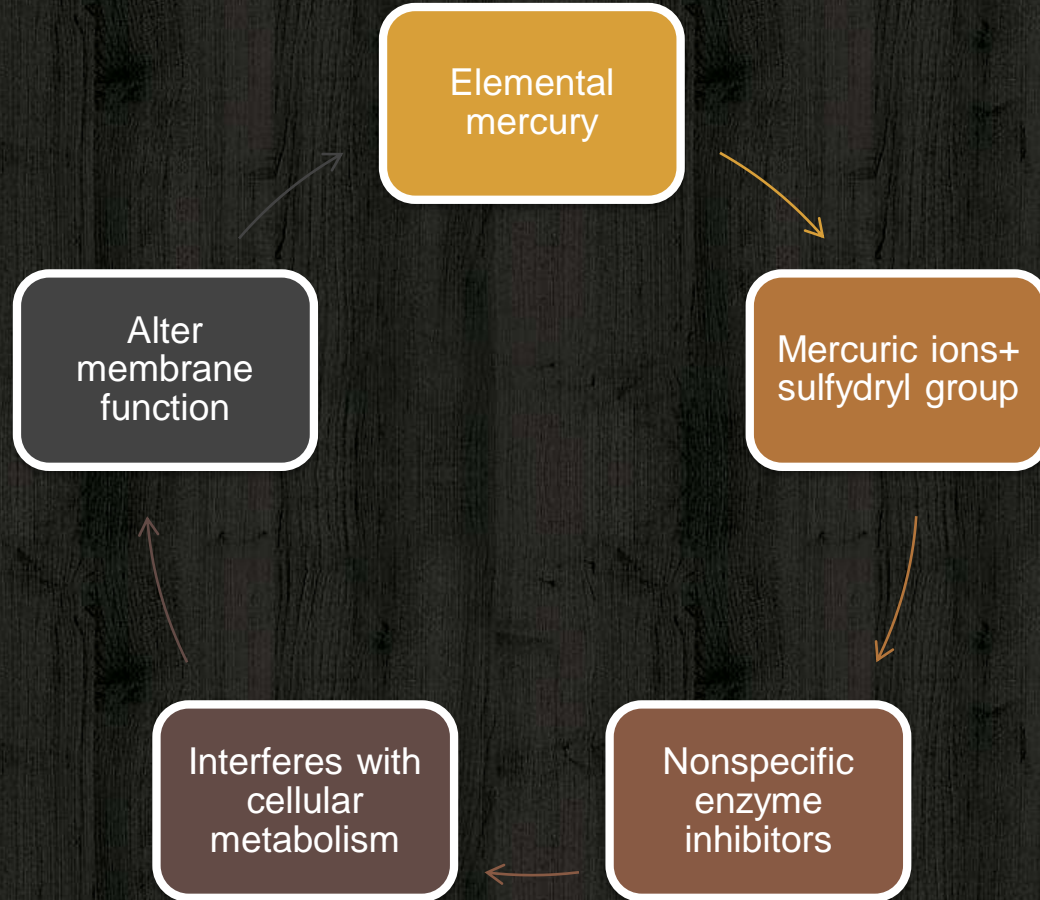 Elemental
mercury
Mercuric ions+
sulfydryl group
Nonspecific
enzyme
inhibitors
Interferes with
cellular
metabolism
Alter
membrane
function